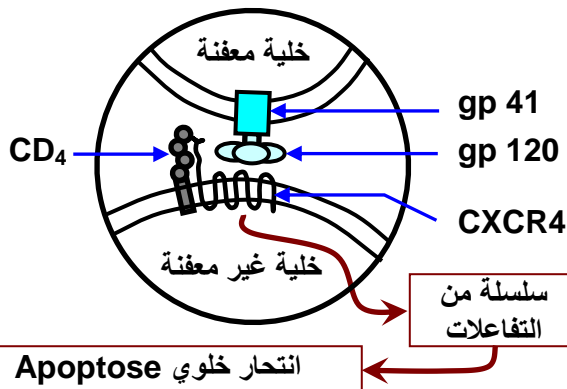 خلية معفنة
gp 41
CD4
gp 120
CXCR4
خلية غير معفنة
سلسلة من
التفاعلات
انتحار خلوي Apoptose